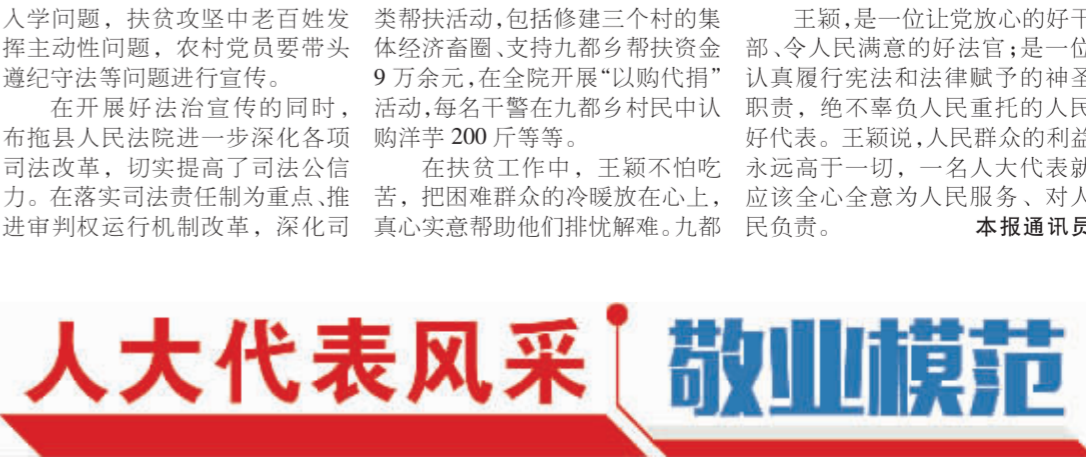 入学问题，扶贫攻坚中老百姓发
挥主动性问题，农村党员要带头
遵纪守法等问题进行宣传。
在开展好法治宣传的同时，
布拖县人民法院进一步深化各项
司法改革，切实提高了司法公信
力。在落实司法责任制为重点、推
进审判权运行机制改革，深化司
类帮扶活动，包括修建三个村的集
体经济畜圈、支持九都乡帮扶资金
9万余元，在全院开展“以购代捐”
活动，每名干警在九都乡村民中认
购洋芋 200 斤等等。
在扶贫工作中，王颖不怕吃
苦，把困难群众的冷暖放在心上，
真心实意帮助他们排忧解难。九都
王颖，是一位让党放心的好干
部、令人民满意的好法官；是一位
认真履行宪法和法律赋予的神圣
职责，绝不辜负人民重托的人民
好代表。王颖说，人民群众的利益
永远高于一切，一名人大代表就
应该全心全意为人民服务、对人
民负责。 本报通讯员
人大代表风采 敬业模范